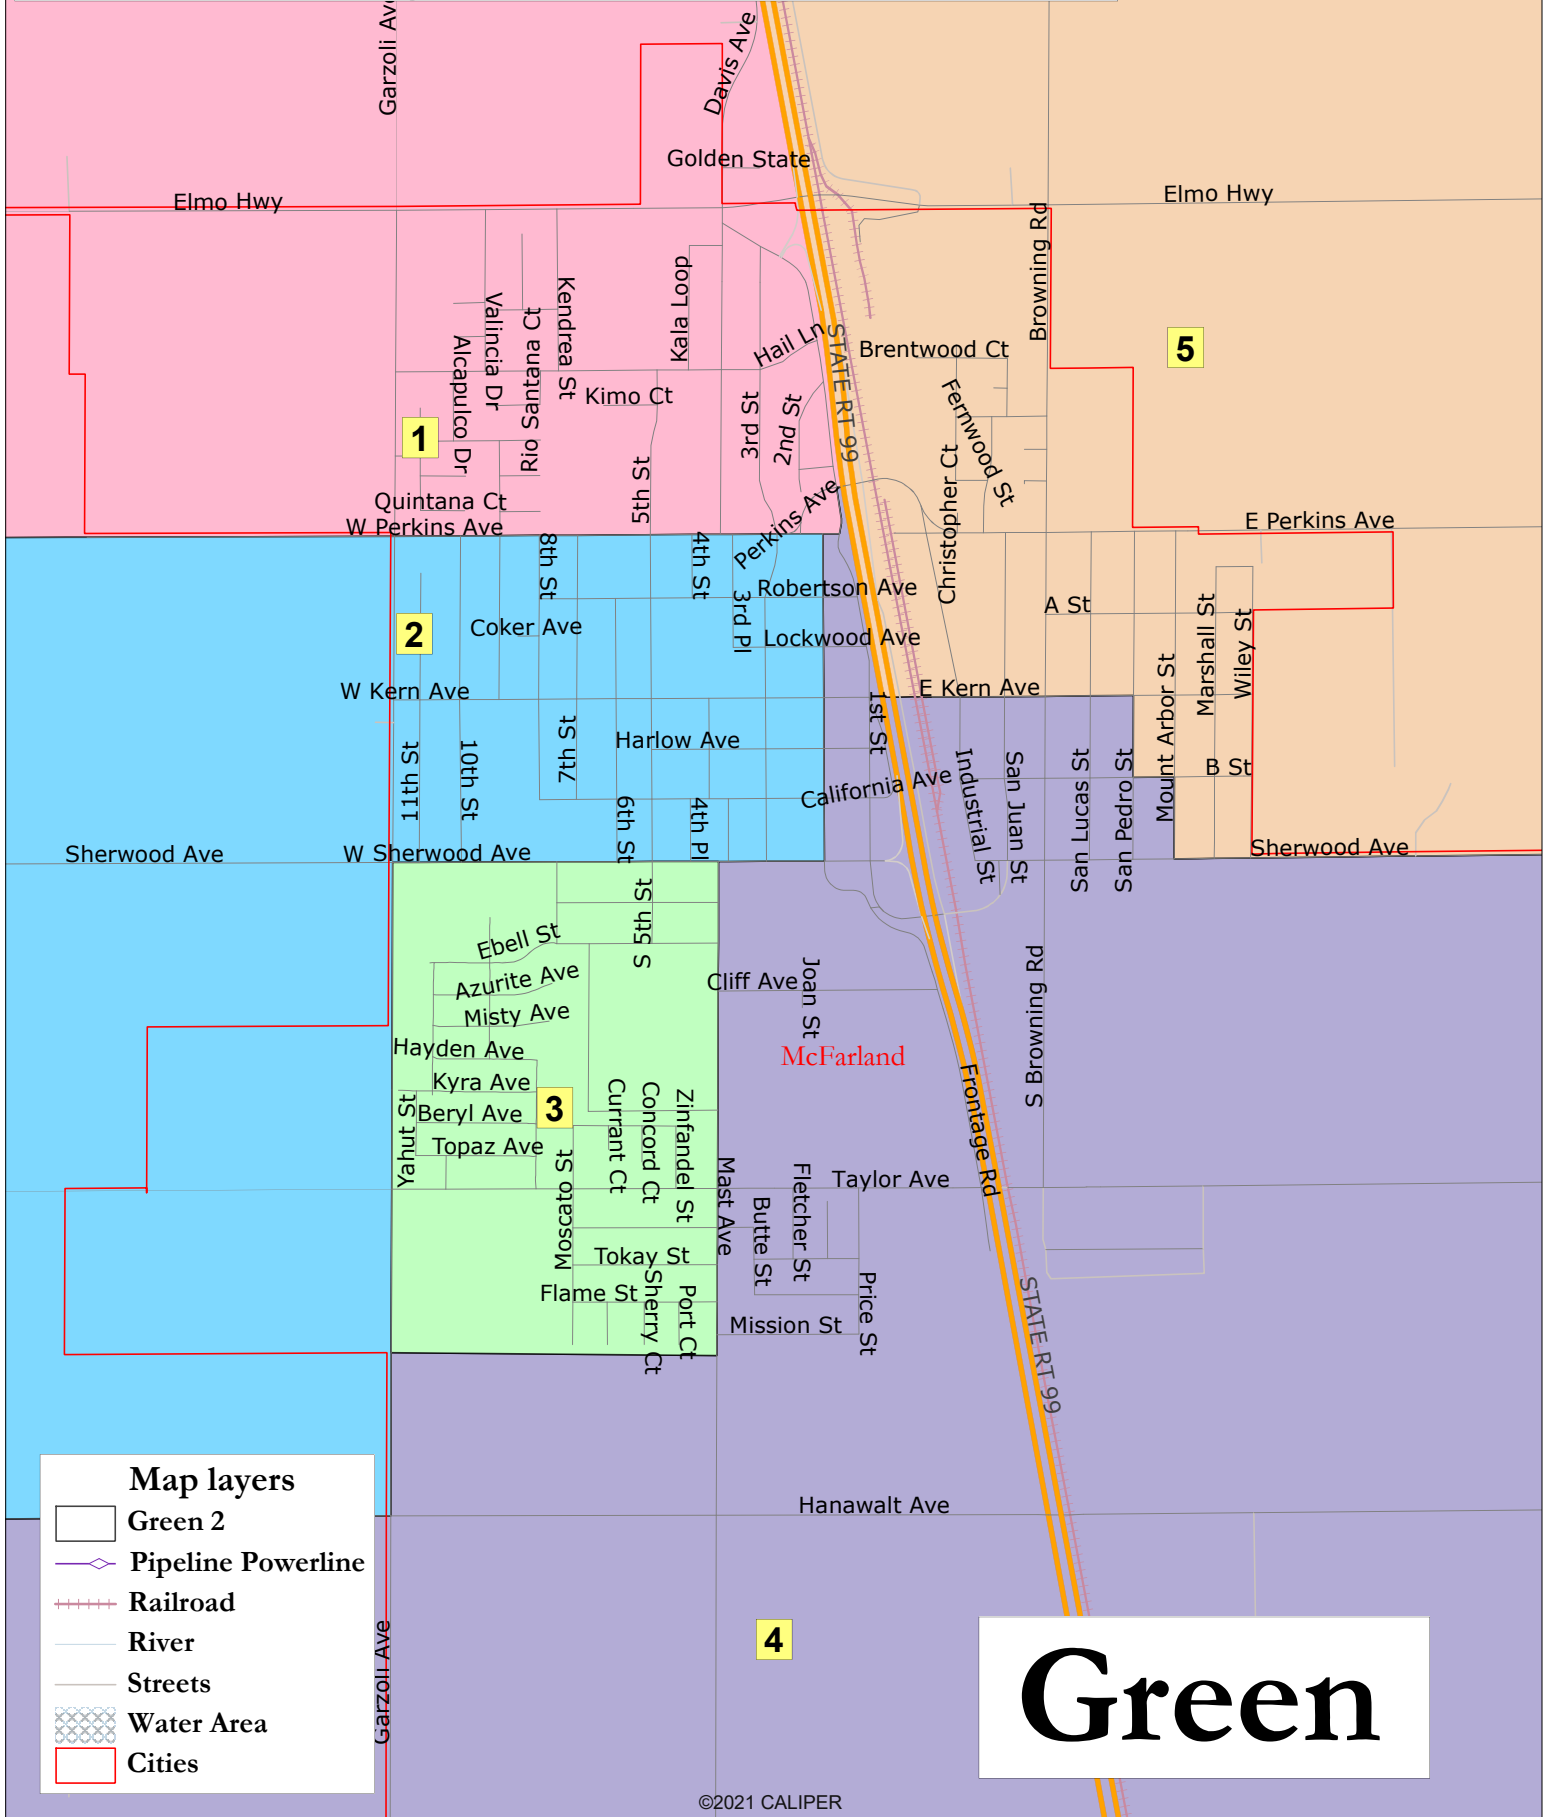 Garzoli Ave
Davis Ave
Golden State
Elmo Hwy
Elmo Hwy
Browning Rd
Kala Loop
Kendrea St
Valincia Dr
Rio Santana Ct
Alcapulco Dr
Hail Ln
STATE RT 99
Brentwood Ct
5
Kimo Ct
3rd St
2nd St
Fernwood St
1
5th St
Christopher Ct
Quintana Ct
W Perkins Ave
Perkins Ave
E Perkins Ave
8th St
4th St
3rd Pl
Robertson Ave
A St
Marshall St
Wiley St
2
Coker Ave
Lockwood Ave
Mount Arbor St
W Kern Ave
E Kern Ave
1st St
7th St
Harlow Ave
11th St
10th St
California Ave
Industrial St
San Juan St
San Lucas St
San Pedro St
B St
6th St
4th Pl
Sherwood Ave
W Sherwood Ave
Sherwood Ave
S 5th St
Ebell St
Azurite Ave
Cliff Ave
Joan St
S Browning Rd
Misty Ave
McFarland
Hayden Ave
Kyra Ave
3
Beryl Ave
Yahut St
Topaz Ave
Currant Ct
Concord Ct
Zinfandel St
Frontage Rd
Moscato St
Mast Ave
Taylor Ave
Butte St
Fletcher St
Tokay St
Flame St
Sherry Ct
Port Ct
Price St
Mission St
STATE RT 99
Map layers
Green 2
Pipeline Powerline
Railroad
River
Streets
Water Area
Cities
Hanawalt Ave
Garzoli Ave
4
Green
©2021 CALIPER